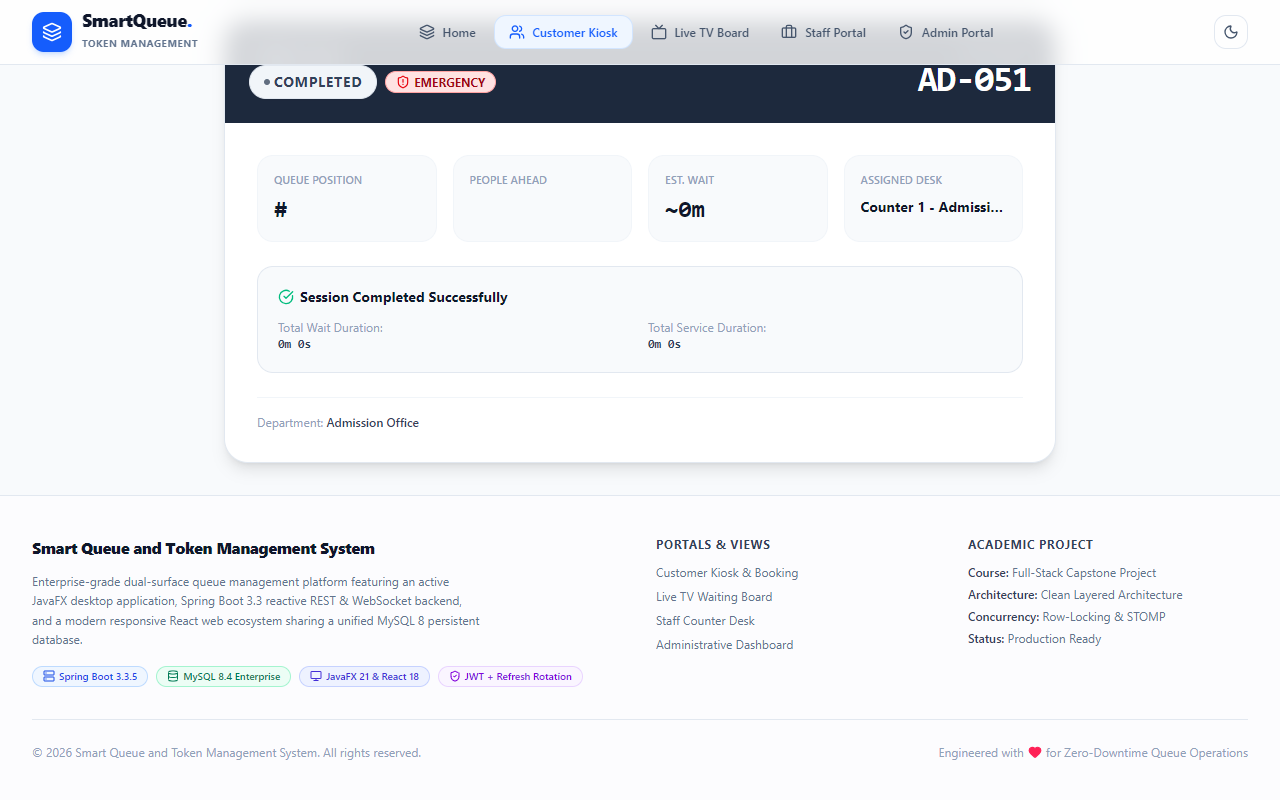 SmartQueue.
TOKEN MANAGEMENT
Home
Customer Kiosk
Live TV Board
Staff Portal
Admin Portal
COMPLETED
EMERGENCY
AD-051
QUEUE POSITION
#
PEOPLE AHEAD
EST. WAIT
~0m
ASSIGNED DESK
Counter 1 - Admissi...
Session Completed Successfully
Total Wait Duration:
0m 0s
Total Service Duration:
0m 0s
Department: Admission Office
Smart Queue and Token Management System
Enterprise-grade dual-surface queue management platform featuring an active
JavaFX desktop application, Spring Boot 3.3 reactive REST & WebSocket backend,
and a modern responsive React web ecosystem sharing a unified MySQL 8 persistent
database.
Spring Boot 3.3.5
MySQL 8.4 Enterprise
JavaFX 21 & React 18
JWT + Refresh Rotation
PORTALS & VIEWS
Customer Kiosk & Booking
Live TV Waiting Board
Staff Counter Desk
Administrative Dashboard
ACADEMIC PROJECT
Course: Full-Stack Capstone Project
Architecture: Clean Layered Architecture
Concurrency: Row-Locking & STOMP
Status: Production Ready
© 2026 Smart Queue and Token Management System. All rights reserved.
Engineered with ❤ for Zero-Downtime Queue Operations